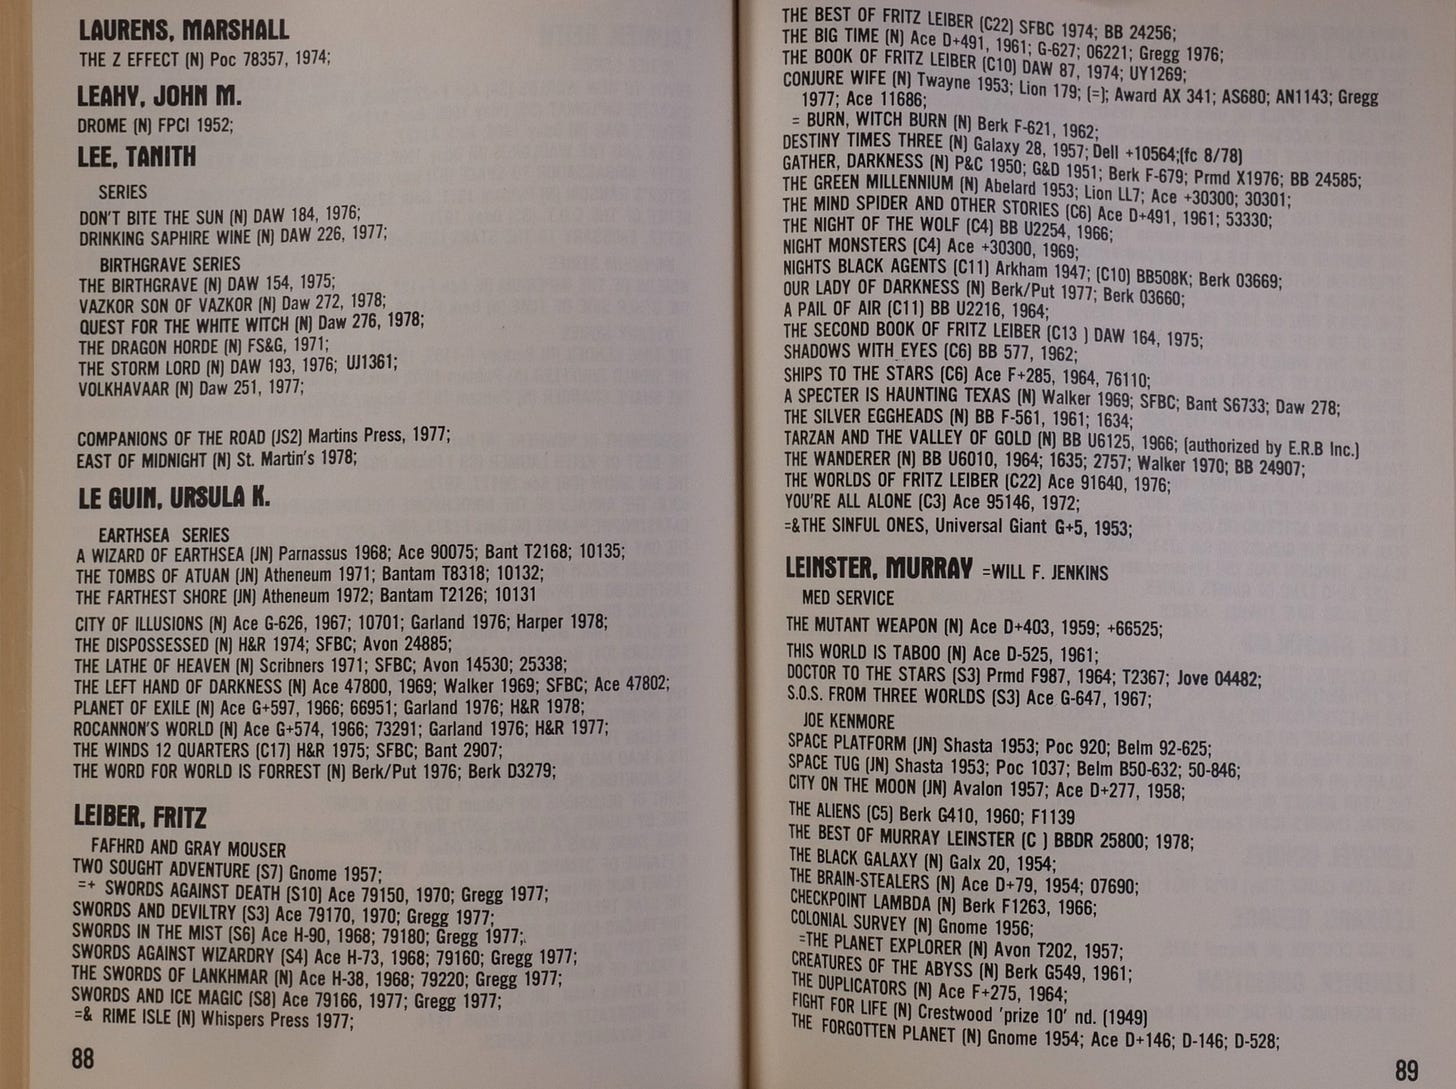 LAURENS, MARSHALL
THE Z EFFECT (N) Poc 78357, 1974;
LEAHY, JOHN M.
DROME (N) FPCI 1952;
LEE, TANITH
SERIES
DON'T BITE THE SUN (N) DAW 184, 1976;
DRINKING SAPHIRE WINE (N) DAW 226, 1977;
BIRTHGRAVE SERIES
THE BIRTHGRAVE (N) DAW 154, 1975;
VAZKOR SON OF VAZKOR (N) Daw 272, 1978;
QUEST FOR THE WHITE WITCH (N) Daw 276, 1978;
THE DRAGON HORDE (N) FS&G, 1971;
THE STORM LORD (N) DAW 193, 1976; UJ1361;
VOLKHAVAAR (N) Daw 251, 1977;
COMPANIONS OF THE ROAD (JS2) Martins Press, 1977;
EAST OF MIDNIGHT (N) St. Martin's 1978;
LE GUIN, URSULA K.
EARTHSEA SERIES
A WIZARD OF EARTHSEA (JN) Parnassus 1968; Ace 90075; Bant T2168; 10135;
THE TOMBS OF ATUAN (JN) Atheneum 1971; Bantam T8318; 10132;
THE FARTHEST SHORE (JN) Atheneum 1972; Bantam T2126; 10131
CITY OF ILLUSIONS (N) Ace G-626, 1967; 10701; Garland 1976; Harper 1978;
THE DISPOSSESSED (N) H&R 1974; SFBC; Avon 24885;
THE LATHE OF HEAVEN (N) Scribners 1971; SFBC; Avon 14530; 25338;
THE LEFT HAND OF DARKNESS (N) Ace 47800, 1969; Walker 1969; SFBC; Ace 47802;
PLANET OF EXILE (N) Ace G+597, 1966; 66951; Garland 1976; H&R 1978;
ROCANNON'S WORLD (N) Ace G+574, 1966; 73291; Garland 1976; H&R 1977;
THE WINDS 12 QUARTERS (C17) H&R 1975; SFBC; Bant 2907;
THE WORD FOR WORLD IS FORREST (N) Berk/Put 1976; Berk D3279;
LEIBER, FRITZ
FAFHRD AND GRAY MOUSER
TWO SOUGHT ADVENTURE (S7) Gnome 1957;
=+ SWORDS AGAINST DEATH (S10) Ace 79150, 1970; Gregg 1977;
SWORDS AND DEVILTRY (S3) Ace 79170, 1970; Gregg 1977;
SWORDS IN THE MIST (S6) Ace H-90, 1968; 79180; Gregg 1977;
SWORDS AGAINST WIZARDRY (S4) Ace H-73, 1968; 79160; Gregg 1977;
THE SWORDS OF LANKHMAR (N) Ace H-38, 1968; 79220; Gregg 1977;
SWORDS AND ICE MAGIC (S8) Ace 79166, 1977; Gregg 1977;
=& RIME ISLE (N) Whispers Press 1977;
88
THE BEST OF FRITZ LEIBER (C22) SFBC 1974; BB 24256;
THE BIG TIME (N) Ace D+491, 1961; G-627; 06221; Gregg 1976;
THE BOOK OF FRITZ LEIBER (C10) DAW 87, 1974; UY1269;
CONJURE WIFE (N) Twayne 1953; Lion 179; (=); Award AX 341; AS680; AN1143; Gregg
1977; Ace 11686;
= BURN, WITCH BURN (N) Berk F-621, 1962;
DESTINY TIMES THREE (N) Galaxy 28, 1957; Dell +10564;(fc 8/78)
GATHER, DARKNESS (N) P&C 1950; G&D 1951; Berk F-679; Prmd X1976; BB 24585;
THE GREEN MILLENNIUM (N) Abelard 1953; Lion LL7; Ace +30300; 30301;
THE MIND SPIDER AND OTHER STORIES (C6) Ace D+491, 1961; 53330;
THE NIGHT OF THE WOLF (C4) BB U2254, 1966;
NIGHT MONSTERS (C4) Ace +30300, 1969;
NIGHTS BLACK AGENTS (C11) Arkham 1947; (C10) BB508K; Berk 03669;
OUR LADY OF DARKNESS (N) Berk/Put 1977; Berk 03660;
A PAIL OF AIR (C11) BB U2216, 1964;
THE SECOND BOOK OF FRITZ LEIBER (C13 ) DAW 164, 1975;
SHADOWS WITH EYES (C6) BB 577, 1962;
SHIPS TO THE STARS (C6) Ace F+285, 1964, 76110;
A SPECTER IS HAUNTING TEXAS (N) Walker 1969; SFBC; Bant S6733; Daw 278;
THE SILVER EGGHEADS (N) BB F-561, 1961; 1634;
TARZAN AND THE VALLEY OF GOLD (N) BB U6125, 1966; (authorized by E.R.B Inc.)
THE WANDERER (N) BB U6010, 1964; 1635; 2757; Walker 1970; BB 24907;
THE WORLDS OF FRITZ LEIBER (C22) Ace 91640, 1976;
YOU'RE ALL ALONE (C3) Ace 95146, 1972;
=&THE SINFUL ONES, Universal Giant G+5, 1953;
LEINSTER, MURRAY =WILL F. JENKINS
MED SERVICE
THE MUTANT WEAPON (N) Ace D+403, 1959; +66525;
THIS WORLD IS TABOO (N) Ace D-525, 1961;
DOCTOR TO THE STARS (S3) Prmd F987, 1964; T2367; Jove 04482;
S.O.S. FROM THREE WORLDS (S3) Ace G-647, 1967;
JOE KENMORE
SPACE PLATFORM (JN) Shasta 1953; Poc 920; Belm 92-625;
SPACE TUG (JN) Shasta 1953; Poc 1037; Belm B50-632; 50-846;
CITY ON THE MOON (JN) Avalon 1957; Ace D+277, 1958;
THE ALIENS (C5) Berk G410, 1960; F1139
THE BEST OF MURRAY LEINSTER (C ) BBDR 25800; 1978;
THE BLACK GALAXY (N) Galx 20, 1954;
THE BRAIN-STEALERS (N) Ace D+79, 1954; 07690;
CHECKPOINT LAMBDA (N) Berk F1263, 1966;
COLONIAL SURVEY (N) Gnome 1956;
=THE PLANET EXPLORER (N) Avon T202, 1957;
CREATURES OF THE ABYSS (N) Berk G549, 1961;
THE DUPLICATORS (N) Ace F+275, 1964;
FIGHT FOR LIFE (N) Crestwood 'prize 10' nd. (1949)
THE FORGOTTEN PLANET (N) Gnome 1954; Ace D+146; D-146; D-528;
89